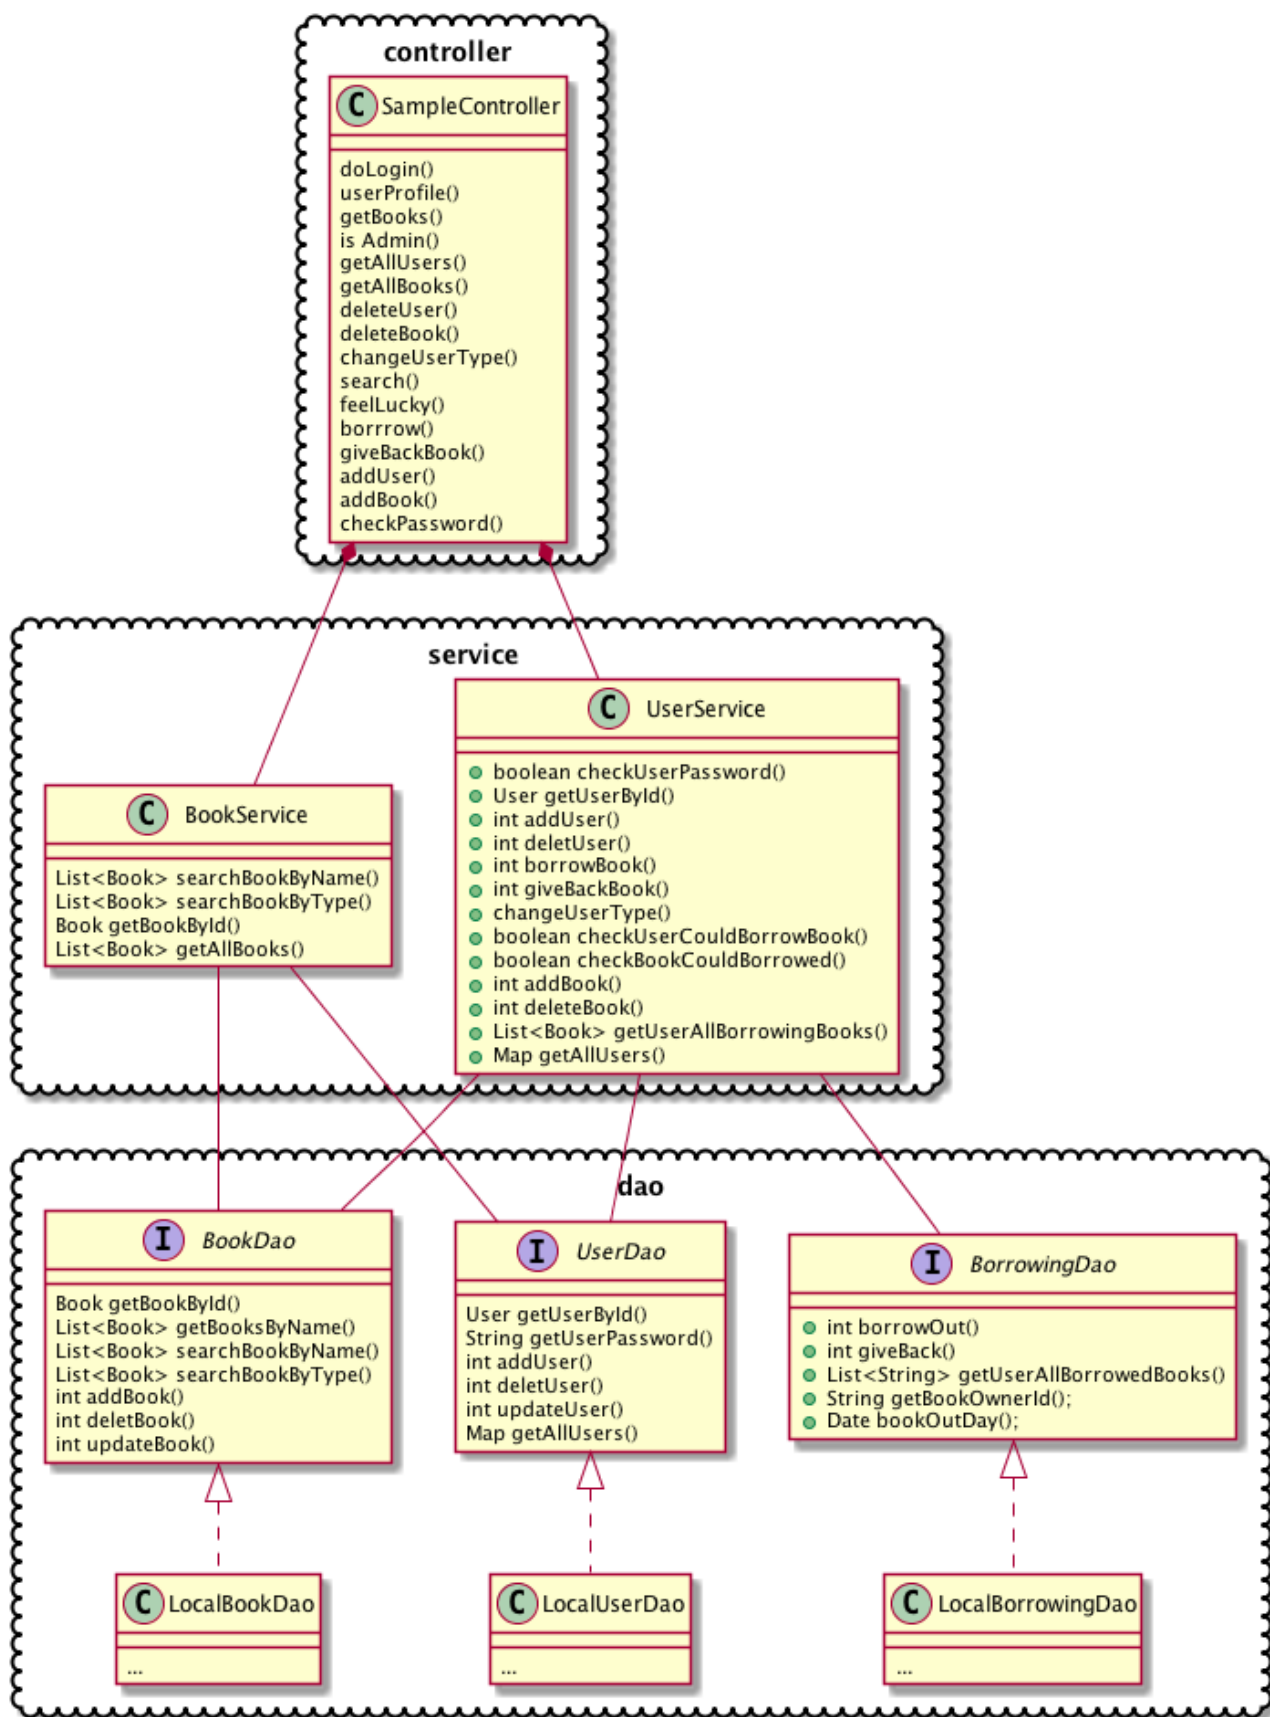 controller
C SampleController
doLogin()
userProfile()
getBooks()
is Admin()
getAllUsers()
getAllBooks()
deleteUser()
deleteBook()
changeUserType()
search()
feelLucky()
borrrow()
giveBackBook()
addUser()
addBook()
checkPassword()
service
C BookService
List<Book> searchBookByName()
List<Book> searchBookByType()
Book getBookById()
List<Book> getAllBooks()
C UserService
boolean checkUserPassword()
User getUserById()
int addUser()
int deletUser()
int borrowBook()
int giveBackBook()
changeUserType()
boolean checkUserCouldBorrowBook()
boolean checkBookCouldBorrowed()
int addBook()
int deleteBook()
List<Book> getUserAllBorrowingBooks()
Map getAllUsers()
dao
I BookDao
Book getBookById()
List<Book> getBooksByName()
List<Book> searchBookByName()
List<Book> searchBookByType()
int addBook()
int deletBook()
int updateBook()
I UserDao
User getUserById()
String getUserPassword()
int addUser()
int deletUser()
int updateUser()
Map getAllUsers()
I BorrowingDao
int borrowOut()
int giveBack()
List<String> getUserAllBorrowedBooks()
String getBookOwnerId();
Date bookOutDay();
C LocalBookDao
...
C LocalUserDao
...
C LocalBorrowingDao
...